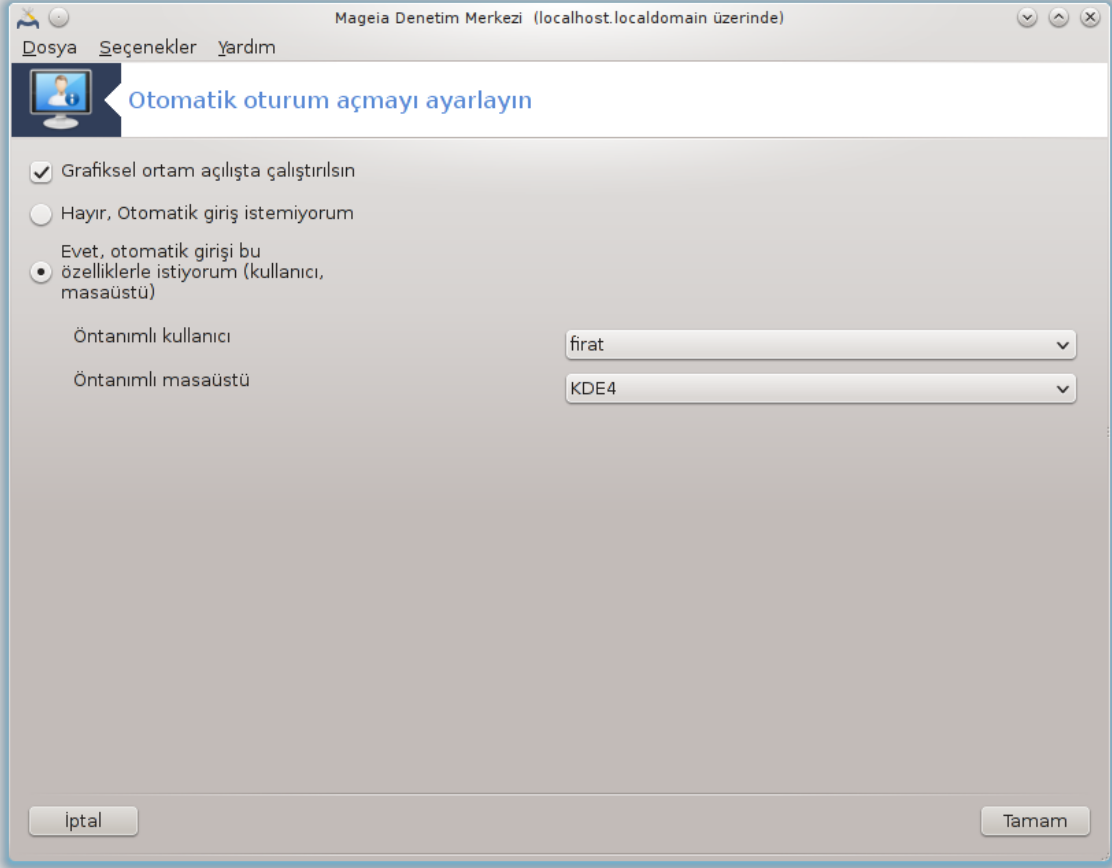 Mageia Denetim Merkezi (localhost.localdomain üzerinde)
Dosya Seçenekler Yardım
Otomatik oturum açmayı ayarlayın
Grafiksel ortam açılışta çalıştırılsın
Hayır, Otomatik giriş istemiyorum
Evet, otomatik girişi bu
özelliklerle istiyorum (kullanıcı,
masaüstü)
Öntanımlı kullanıcı
firat
Öntanımlı masaüstü
KDE4
İptal
Tamam